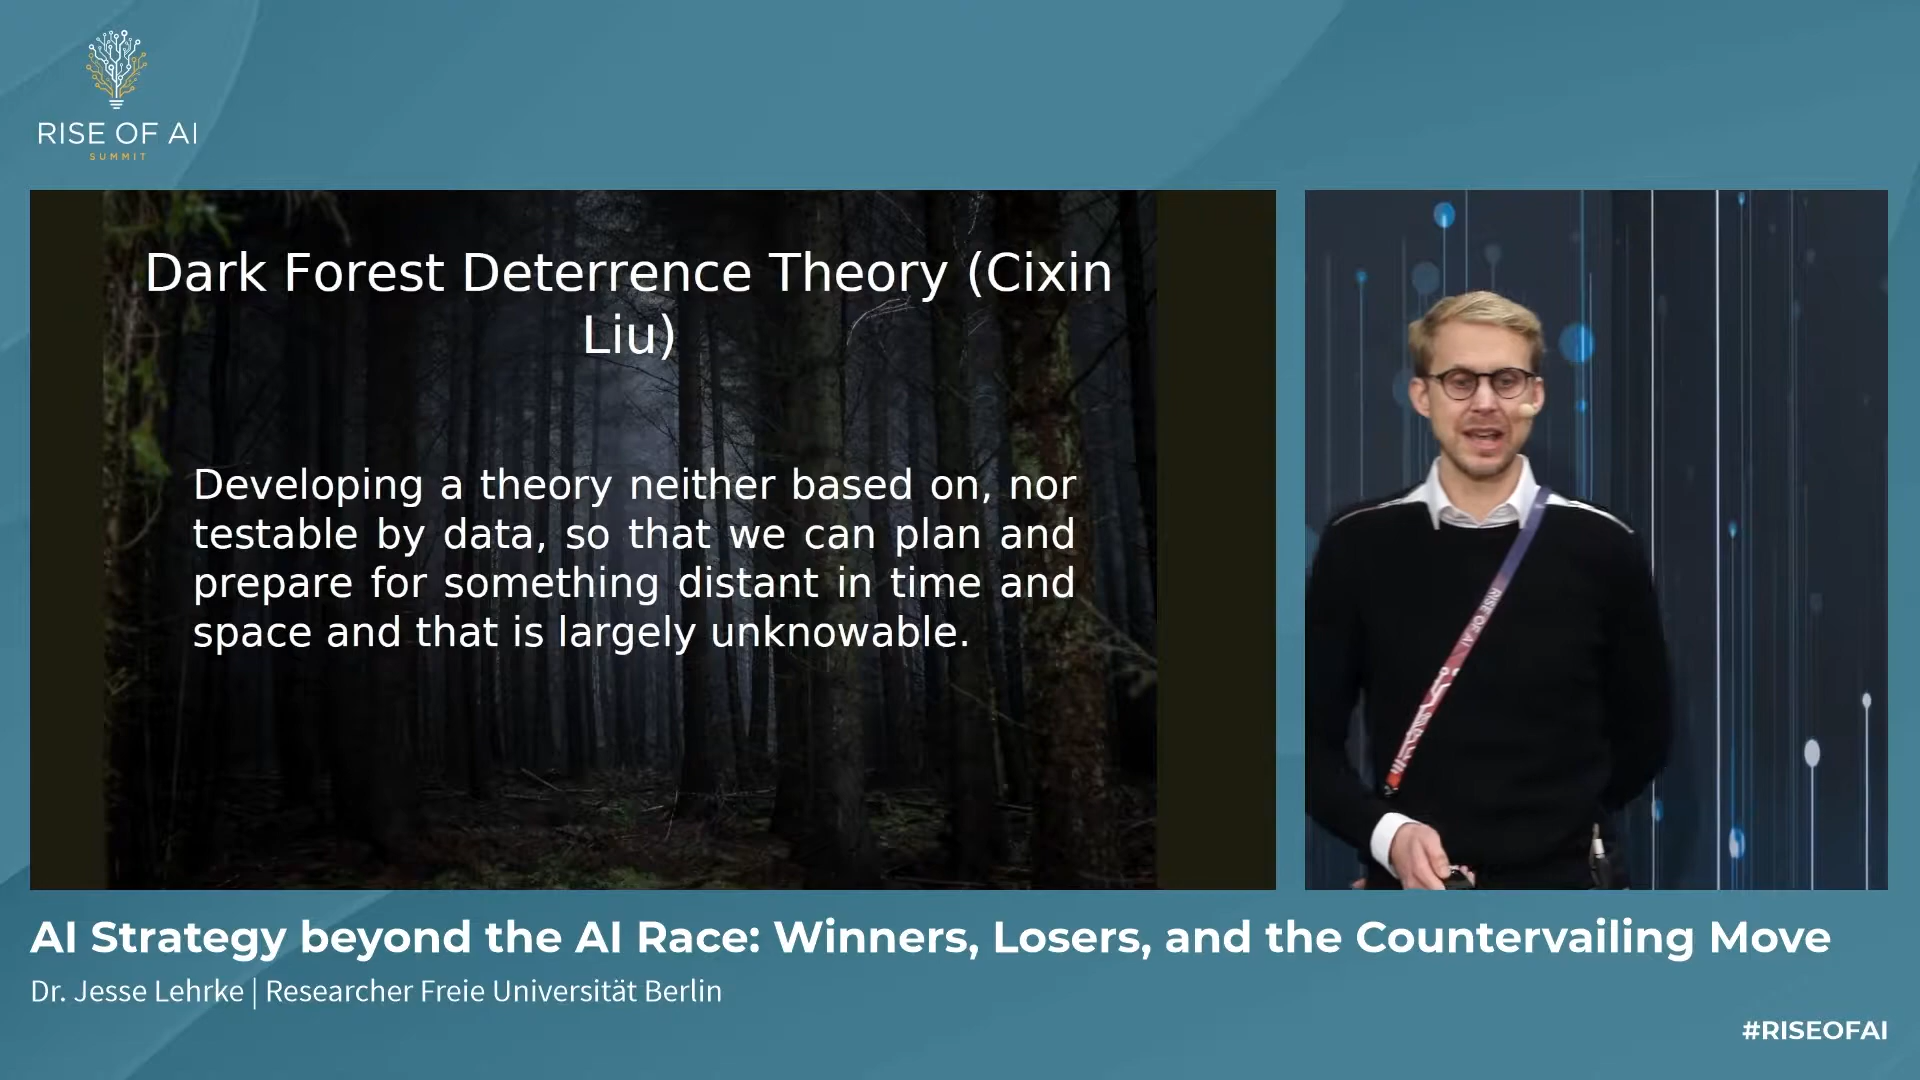 RISE OF AI
SUMMIT
Dark Forest Deterrence Theory (Cixin
Liu)
Developing a theory neither based on, nor
testable by data, so that we can plan and
prepare for something distant in time and
space and that is largely unknowable.
RISE OF AI
AI Strategy beyond the AI Race: Winners, Losers, and the Countervailing Move
Dr. Jesse Lehrke | Researcher Freie Universität Berlin
#RISEOFAI